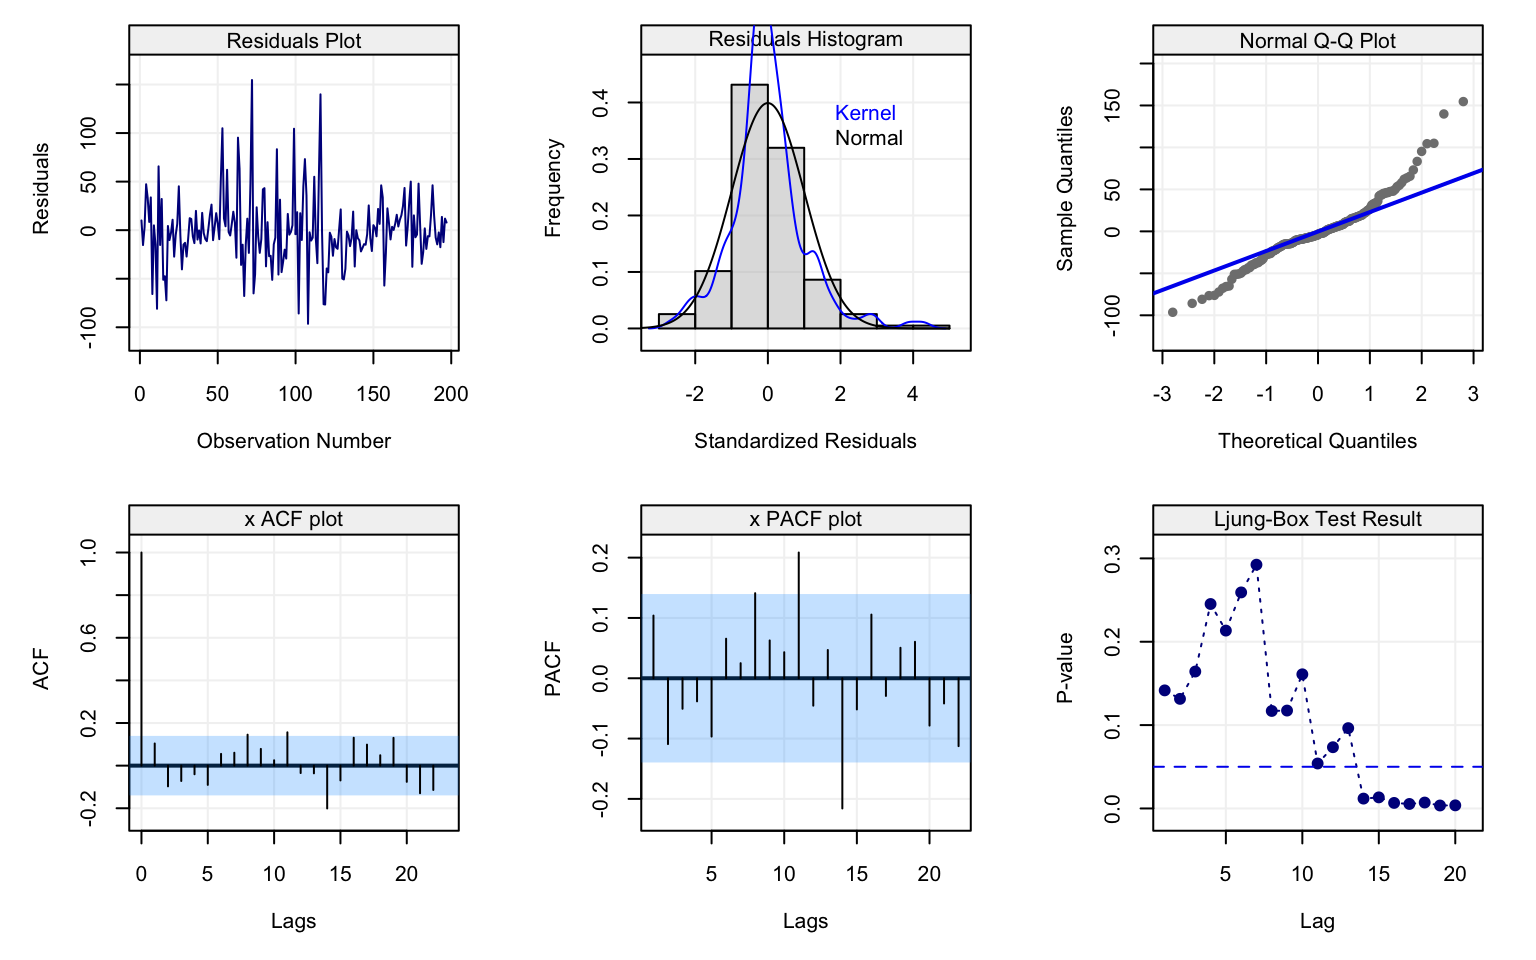 Residuals Plot
Residuals
-100 0 50 100
0 50 100 150 200
Observation Number
Residuals Histogram
Kernel
Normal
Frequency
0.0 0.1 0.2 0.3 0.4
-2 0 2 4
Standardized Residuals
Normal Q-Q Plot
Sample Quantiles
-100 0 50 150
-3 -2 -1 0 1 2 3
Theoretical Quantiles
x ACF plot
ACF
-0.2 0.2 0.6 1.0
0 5 10 15 20
Lags
x PACF plot
PACF
-0.2 -0.1 0.0 0.1 0.2
5 10 15 20
Lags
Ljung-Box Test Result
P-value
0.0 0.1 0.2 0.3
5 10 15 20
Lag